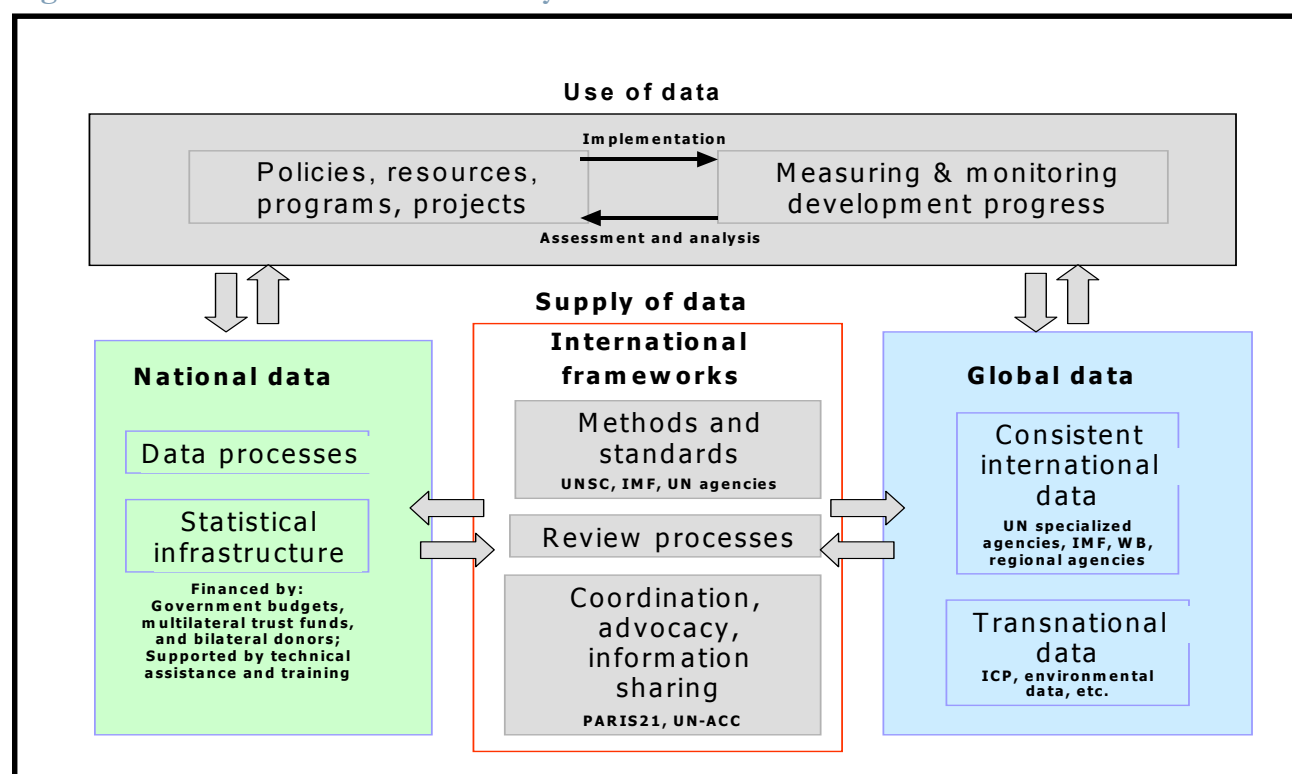 Use of data
Implementation
Policies, resources,
programs, projects
Measuring & monitoring
development progress
Assessment and analysis
Supply of data
National data
Data processes
Statistical
infrastructure
Financed by:
Government budgets,
multilateral trust funds,
and bilateral donors;
Supported by technical
assistance and training
International
frameworks
Methods and
standards
UNSC, IMF, UN agencies
Review processes
Coordination,
advocacy,
information
sharing
PARIS21, UN-ACC
Global data
Consistent
international
data
UN specialized
agencies, IMF, WB,
regional agencies
Transnational
data
ICP, environmental
data, etc.